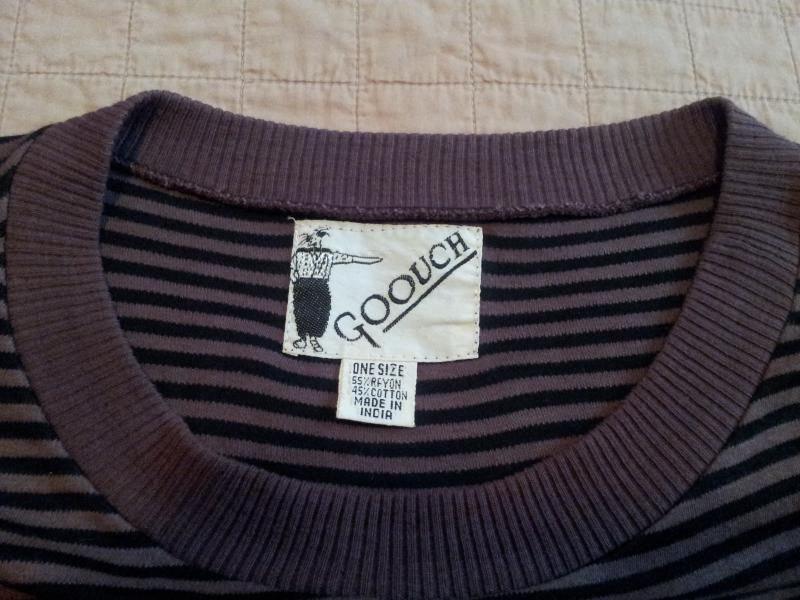 GOOUCH
ONE SIZE
55% RAYON
45% COTTON
MADE IN
INDIA